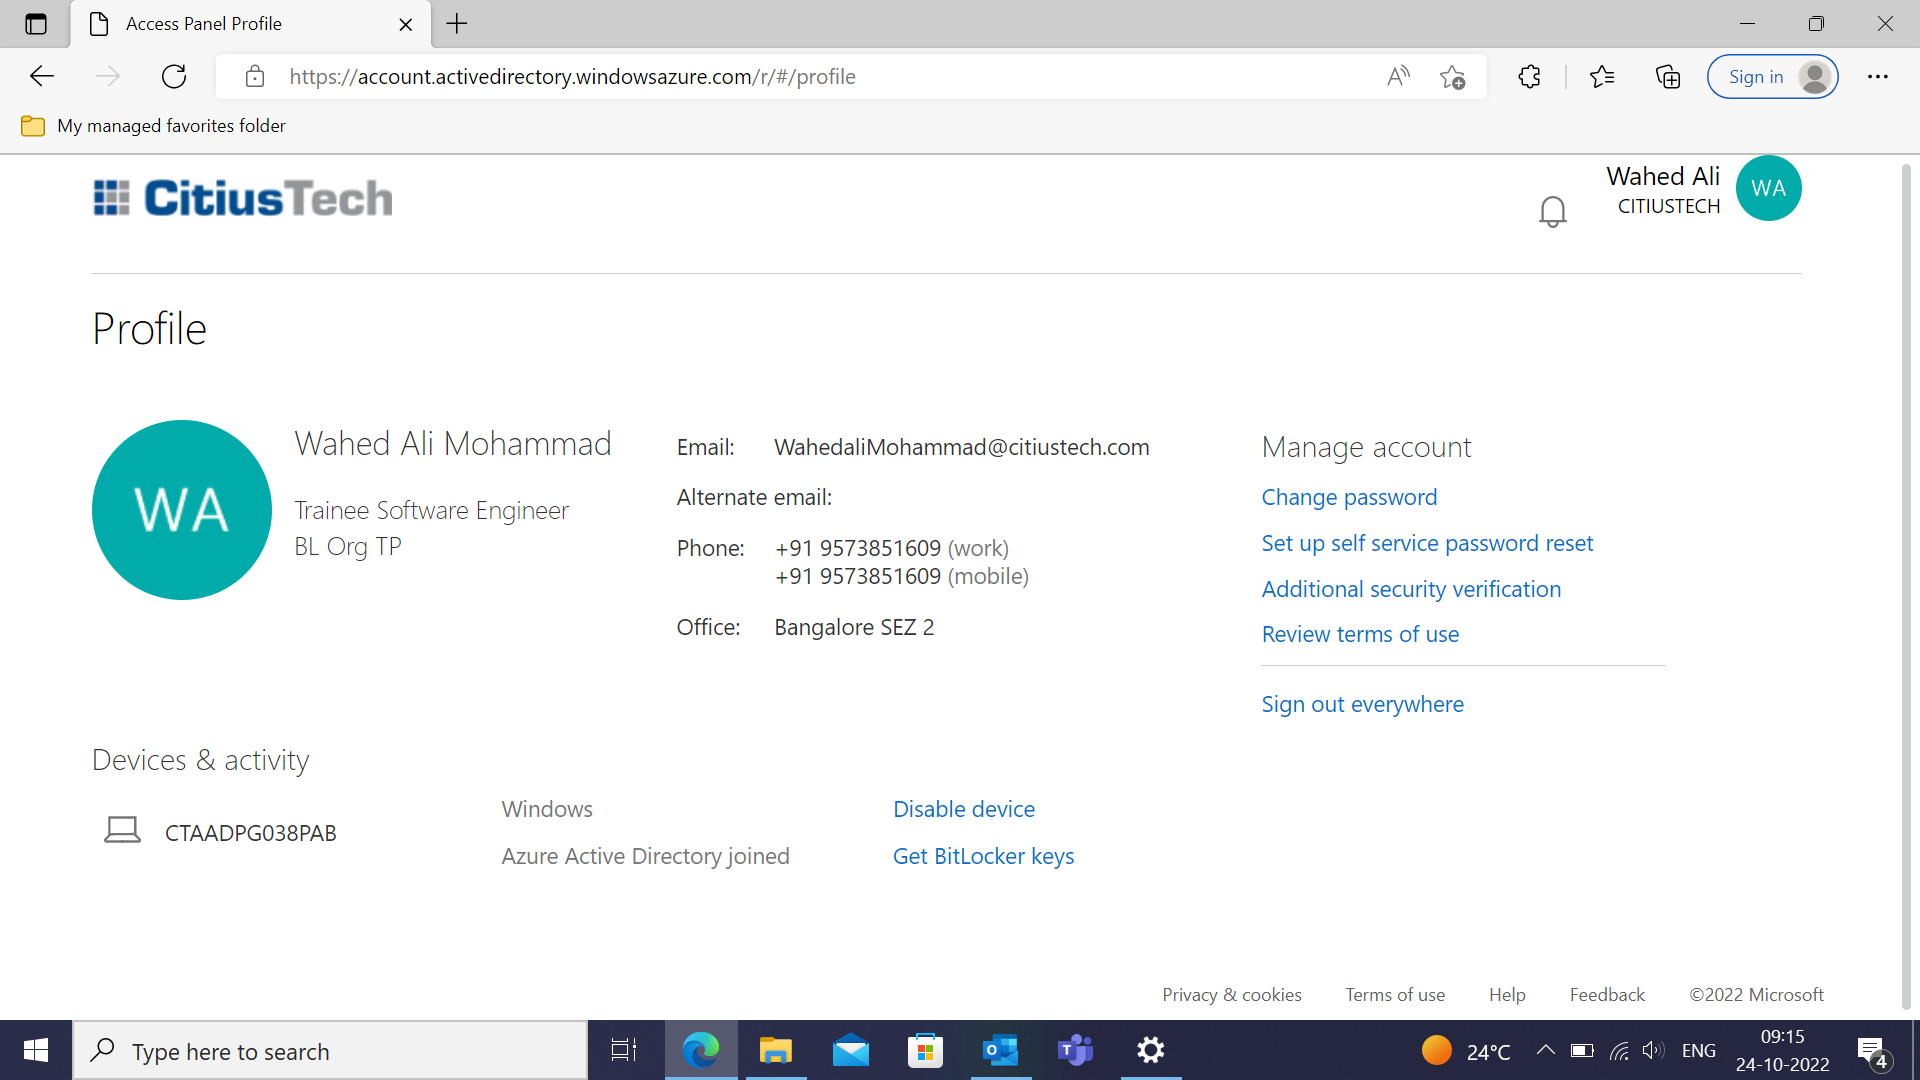 Access Panel Profile
https://account.activedirectory.windowsazure.com/r/#/profile
Sign in
My managed favorites folder
CitiusTech
Wahed Ali
CITIUSTECH
WA
Profile
WA
Wahed Ali Mohammad
Trainee Software Engineer
BL Org TP
Email: WahedaliMohammad@citiustech.com
Alternate email:
Phone: +91 9573851609 (work)
+91 9573851609 (mobile)
Office: Bangalore SEZ 2
Manage account
Change password
Set up self service password reset
Additional security verification
Review terms of use
Sign out everywhere
Devices & activity
CTAADPG038PAB
Windows
Azure Active Directory joined
Disable device
Get BitLocker keys
Privacy & cookies Terms of use Help Feedback ©2022 Microsoft
Type here to search
24°C
ENG
09:15
24-10-2022
4